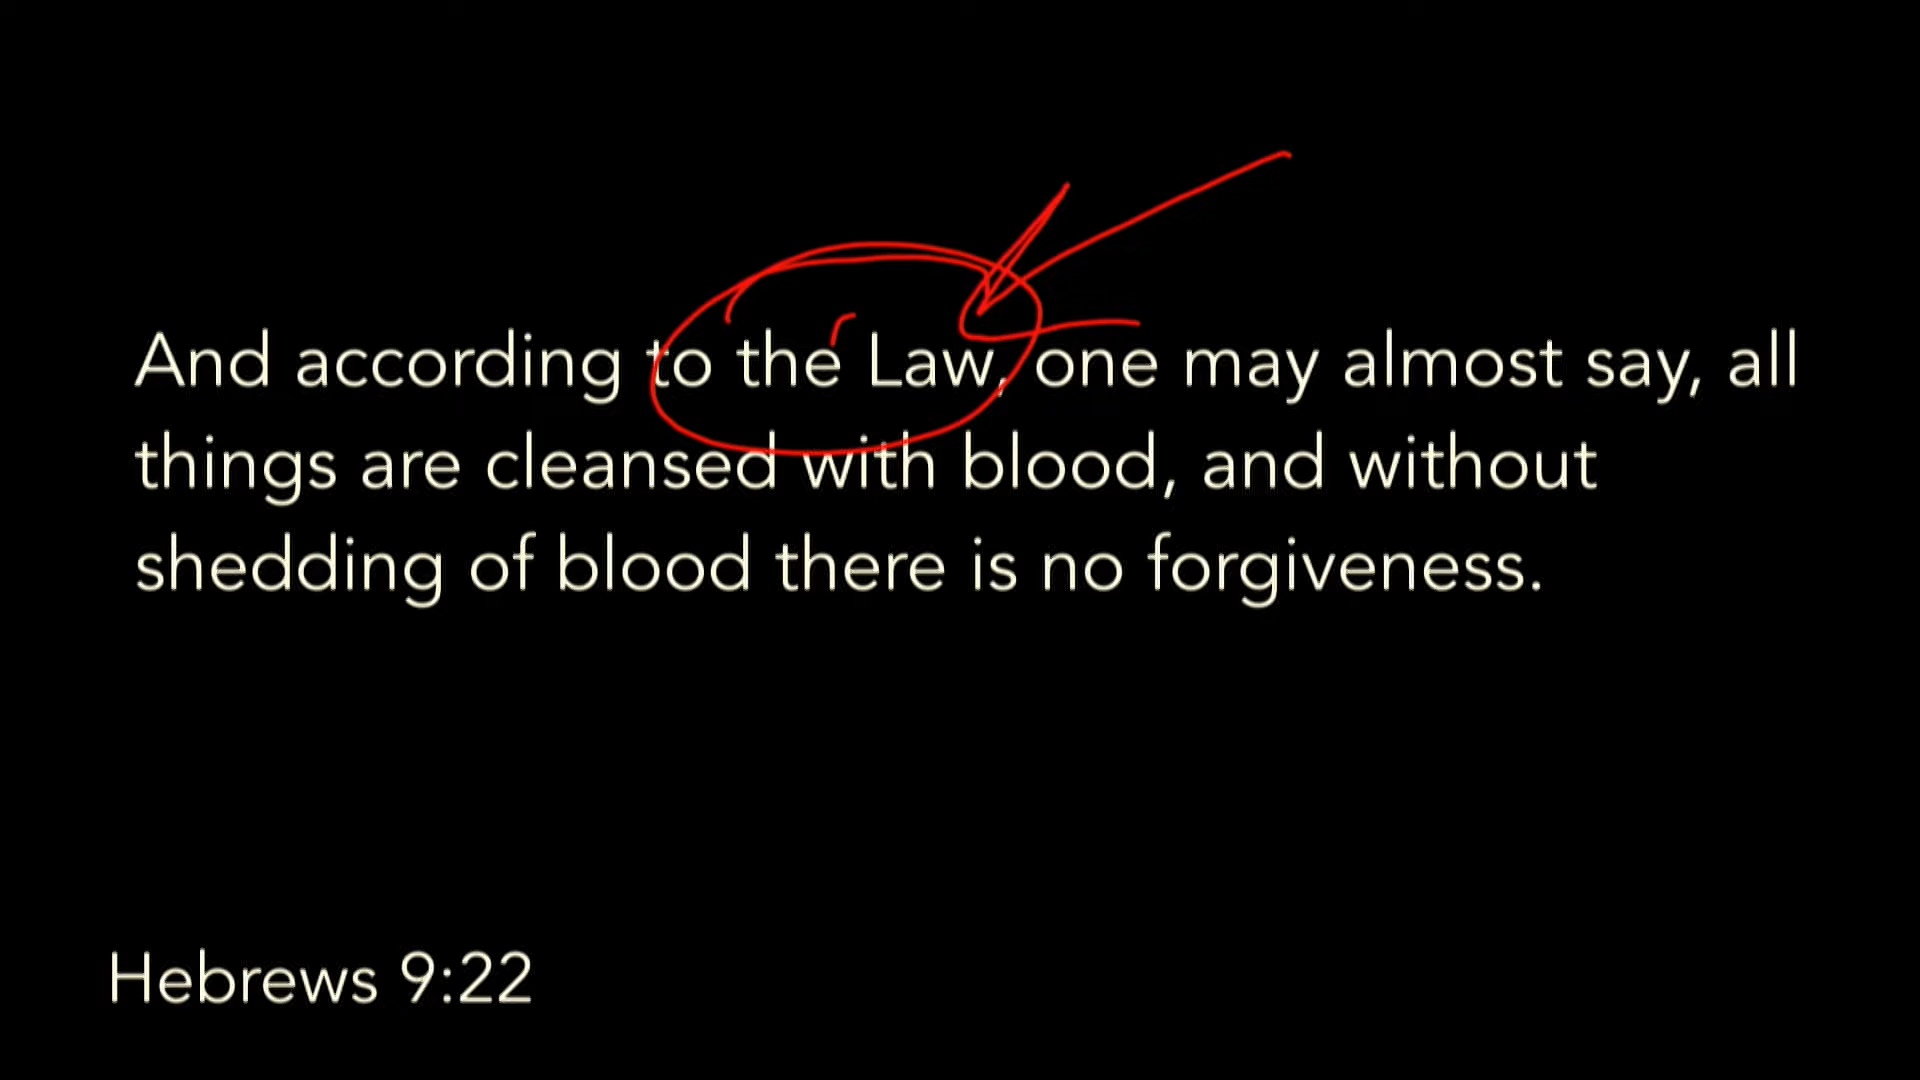 And according to the Law, one may almost say, all
things are cleansed with blood, and without
shedding of blood there is no forgiveness.
Hebrews 9:22